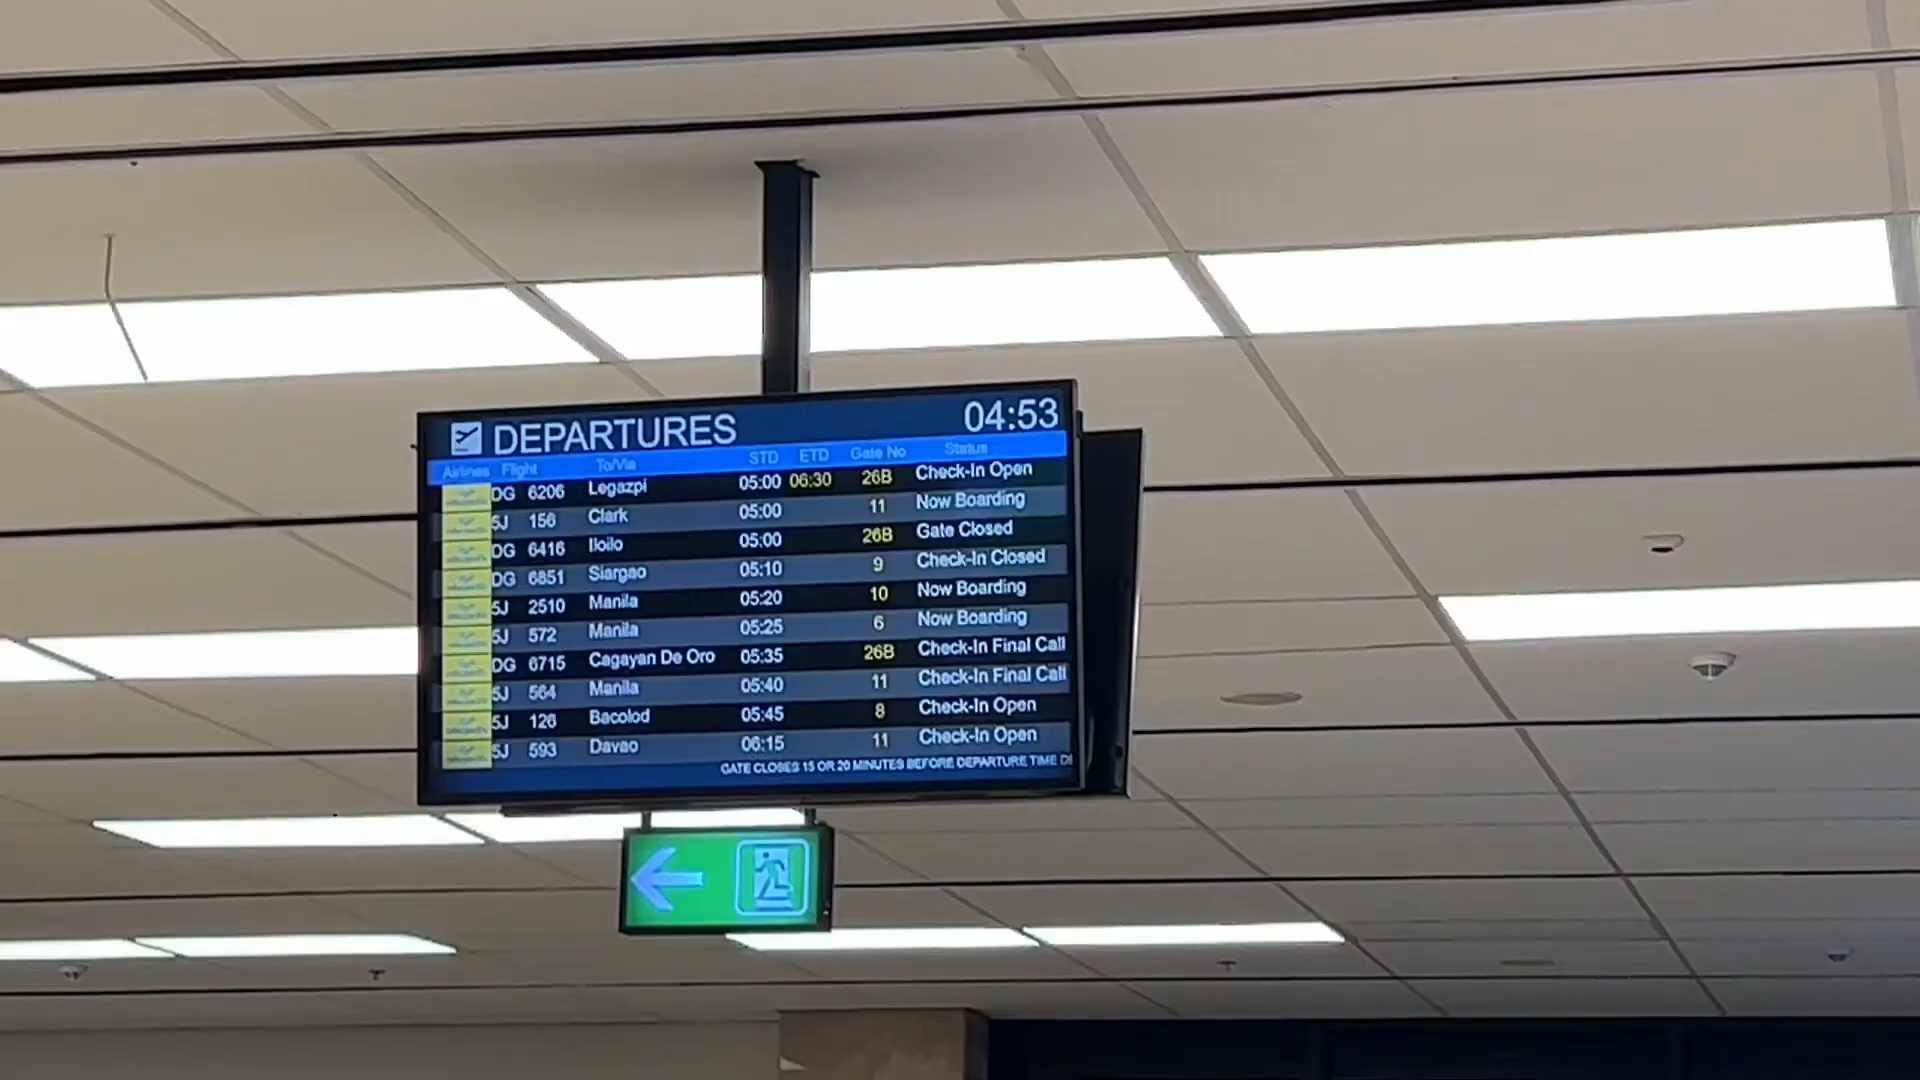 DEPARTURES 04:53
Airlines Flight To/Via STD ETD Gate No Status
DG 6206 Legazpi 05:00 06:30 26B Check-In Open
5J 156 Clark 05:00 11 Now Boarding
DG 6416 Iloilo 05:00 26B Gate Closed
DG 6851 Siargao 05:10 9 Check-In Closed
5J 2510 Manila 05:20 10 Now Boarding
5J 572 Manila 05:25 6 Now Boarding
DG 6715 Cagayan De Oro 05:35 26B Check-In Final Call
5J 564 Manila 05:40 11 Check-In Final Call
5J 126 Bacolod 05:45 8 Check-In Open
5J 593 Davao 06:15 11 Check-In Open
GATE CLOSES 15 OR 20 MINUTES BEFORE DEPARTURE TIME